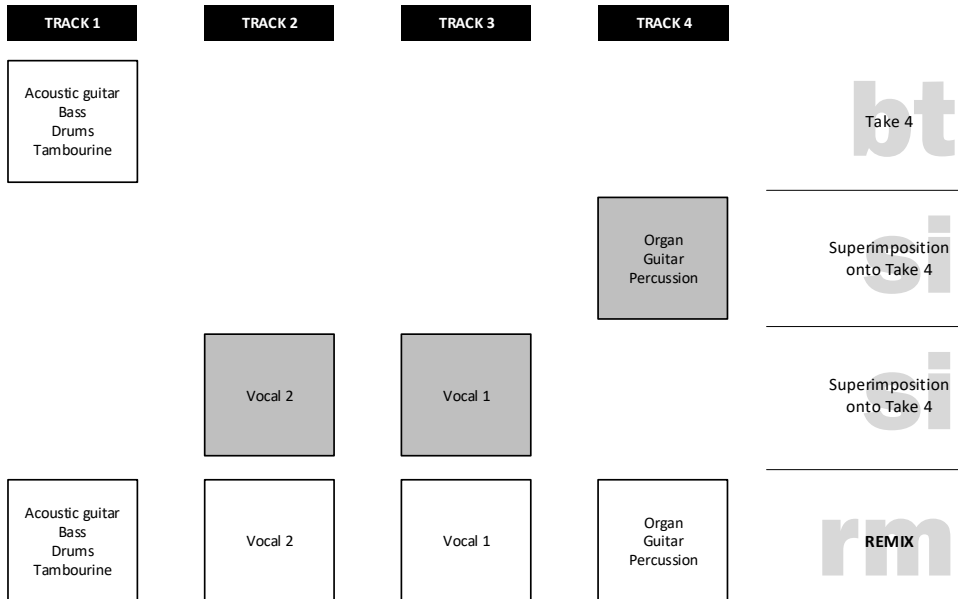 TRACK 1
TRACK 2
TRACK 3
TRACK 4
Acoustic guitar
Bass
Drums
Tambourine
bt
Take 4
Organ
Guitar
Percussion
si
Superimposition
onto Take 4
Vocal 2
Vocal 1
si
Superimposition
onto Take 4
Acoustic guitar
Bass
Drums
Tambourine
Vocal 2
Vocal 1
Organ
Guitar
Percussion
rm
REMIX